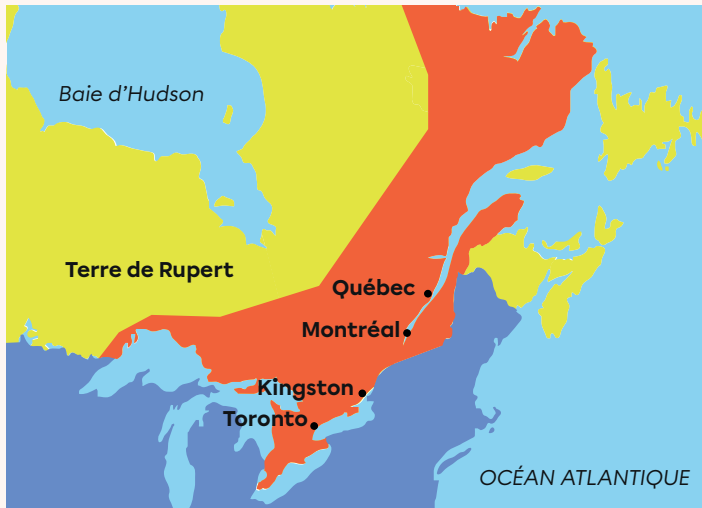 Baie d'Hudson
Terre de Rupert
Québec
Montréal
Kingston
Toronto
OCÉAN ATLANTIQUE